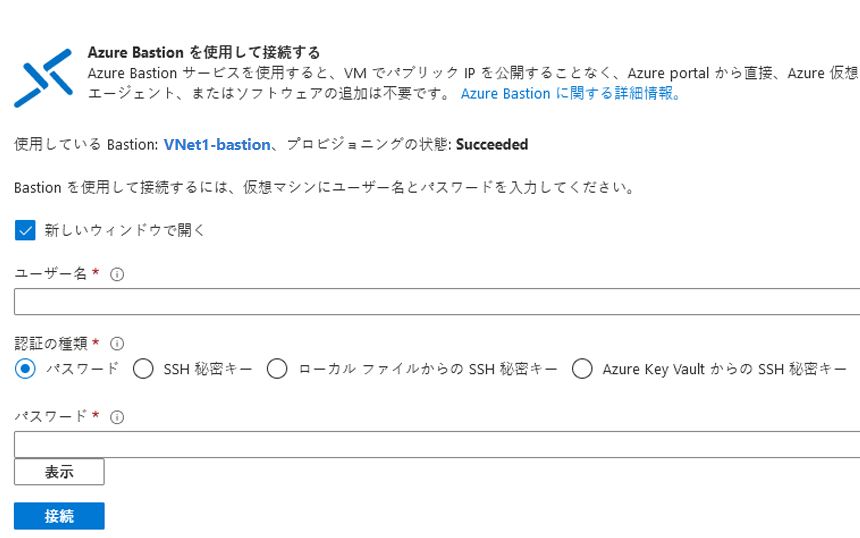 Azure Bastion を使用して接続する
Azure Bastion サービスを使用すると、VM でパブリック IP を公開することなく、Azure portal から直接、Azure 仮想
エージェント、またはソフトウェアの追加は不要です。 Azure Bastion に関する詳細情報。
使用している Bastion: VNet1-bastion、プロビジョニングの状態: Succeeded
Bastion を使用して接続するには、仮想マシンにユーザー名とパスワードを入力してください。
新しいウィンドウで開く
ユーザー名 *
認証の種類 *
パスワード SSH 秘密キー ローカル ファイルからの SSH 秘密キー Azure Key Vault からの SSH 秘密キー
パスワード *
表示
接続